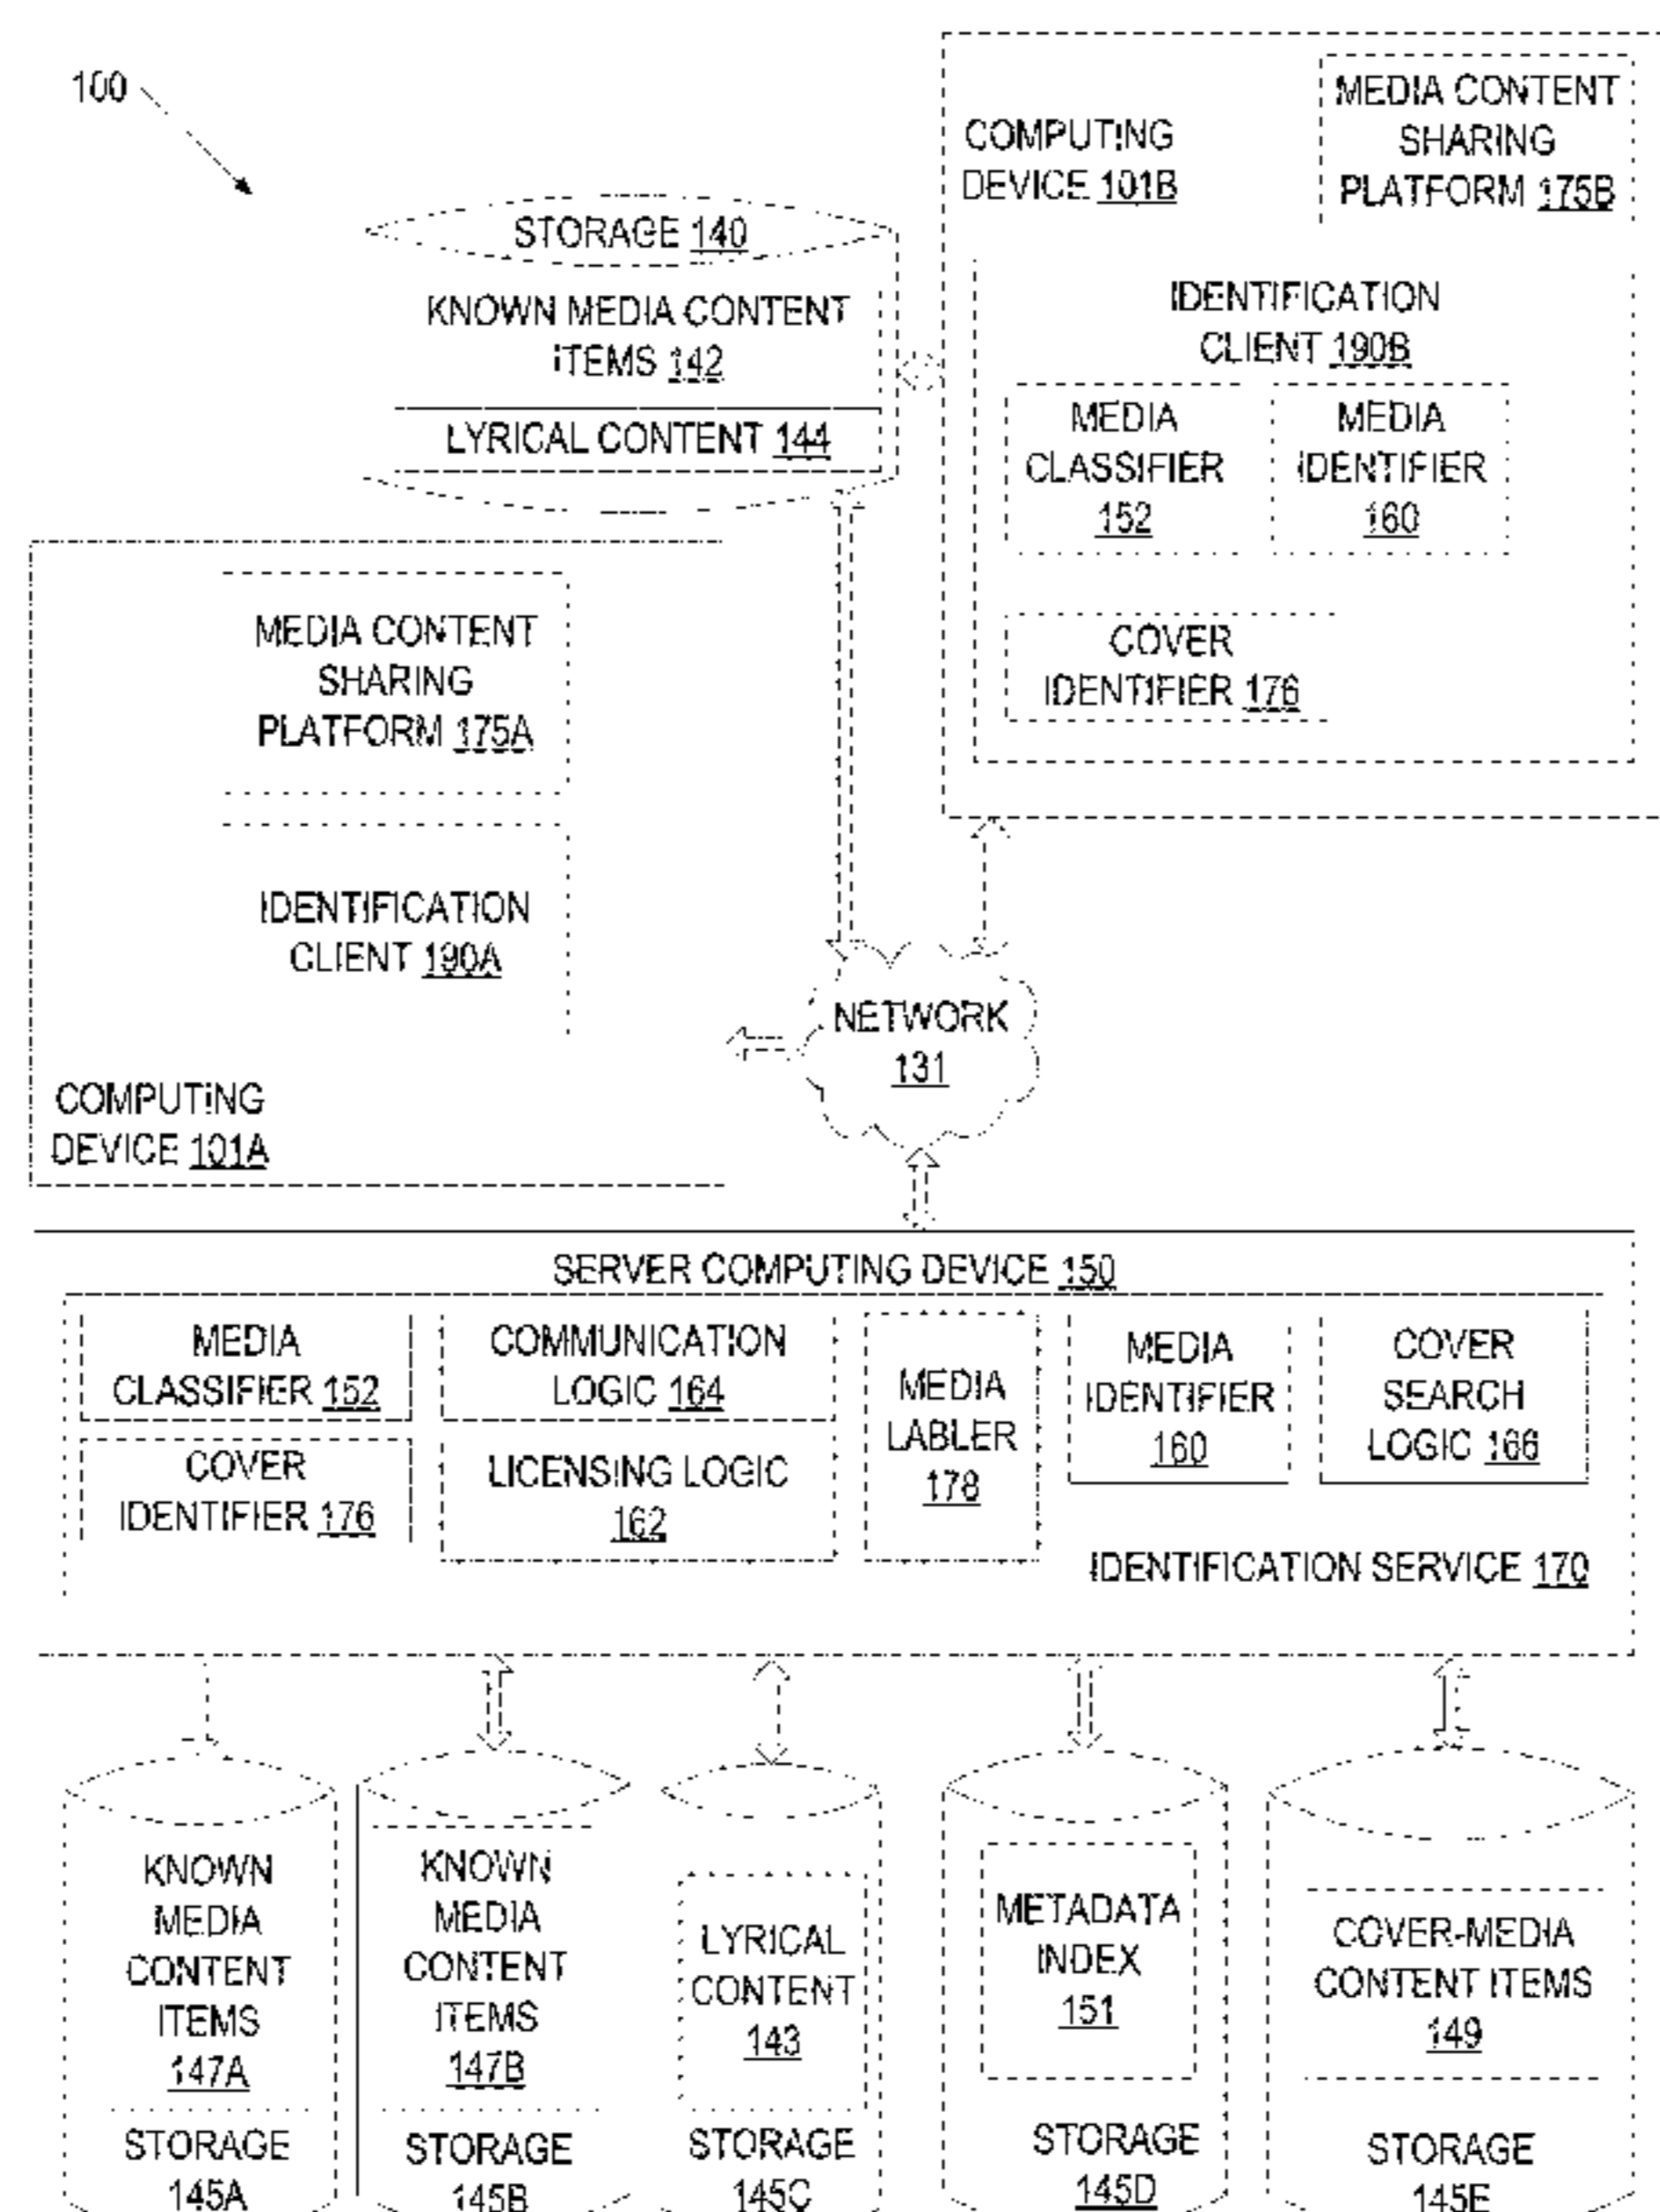 100
STORAGE 140
KNOWN MEDIA CONTENT
ITEMS 142
LYRICAL CONTENT 144
COMPUTING
DEVICE 101B
MEDIA CONTENT
SHARING
PLATFORM 175B
IDENTIFICATION
CLIENT 190B
MEDIA
CLASSIFIER
152
MEDIA
IDENTIFIER
160
COVER
IDENTIFIER 176
MEDIA CONTENT
SHARING
PLATFORM 175A
IDENTIFICATION
CLIENT 190A
COMPUTING
DEVICE 101A
NETWORK
131
SERVER COMPUTING DEVICE 150
MEDIA
CLASSIFIER 152
COVER
IDENTIFIER 176
COMMUNICATION
LOGIC 164
LICENSING LOGIC
162
MEDIA
LABLER
178
MEDIA
IDENTIFIER
160
COVER
SEARCH
LOGIC 166
IDENTIFICATION SERVICE 170
KNOWN
MEDIA
CONTENT
ITEMS
147A
STORAGE
145A
KNOWN
MEDIA
CONTENT
ITEMS
147B
STORAGE
145B
LYRICAL
CONTENT
143
STORAGE
145C
METADATA
INDEX
151
STORAGE
145D
COVER-MEDIA
CONTENT ITEMS
149
STORAGE
145E